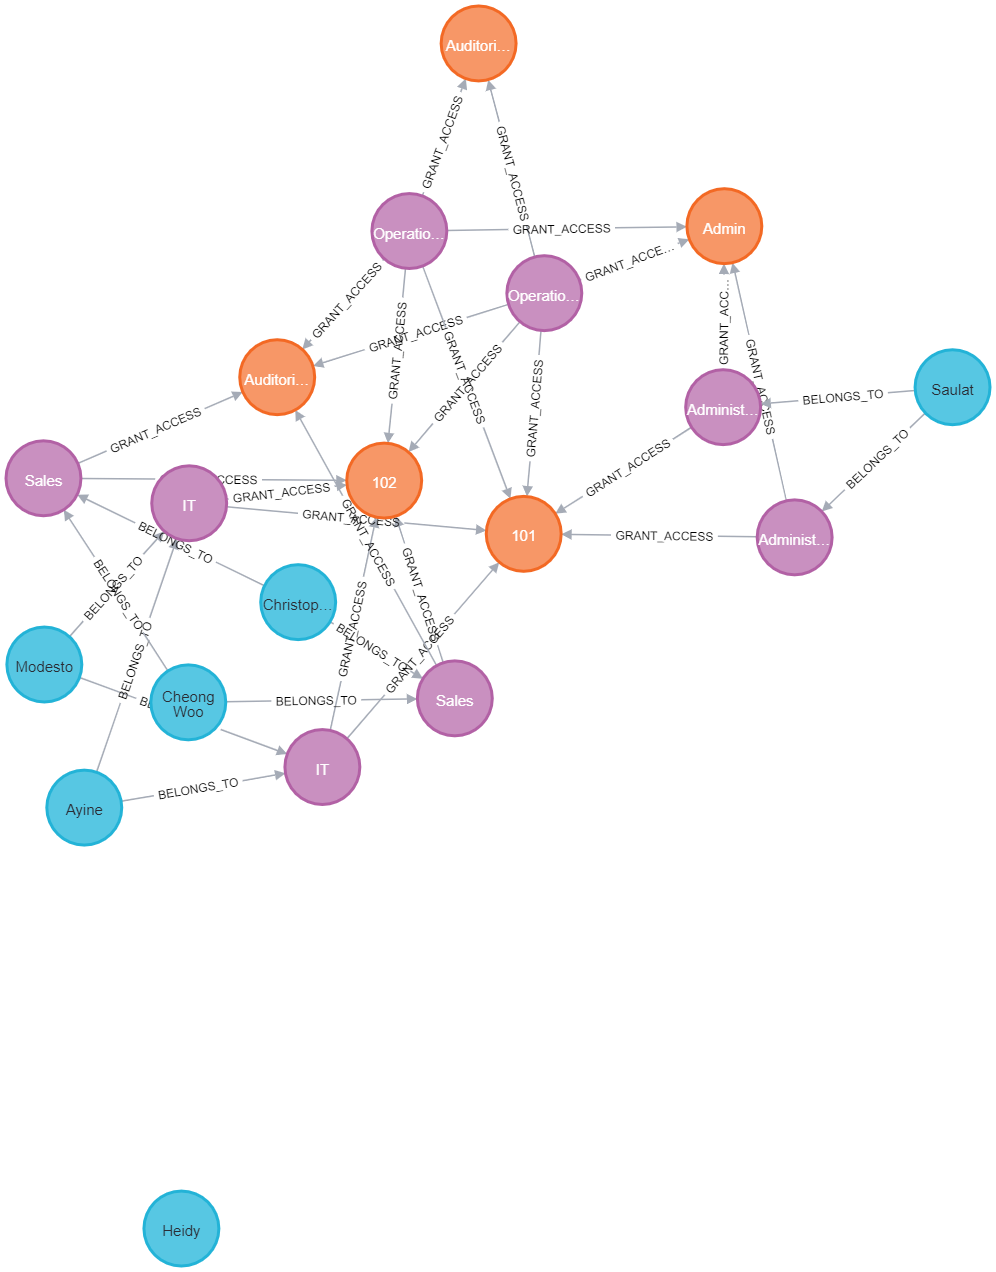 Auditori…
GRANT_ACCESS
GRANT_ACCESS
Operatio…
GRANT_ACCESS
Admin
GRANT_ACCE…
Operatio…
GRANT_ACCESS
GRANT_ACCESS
GRANT_ACCESS
GRANT_ACCESS
GRANT_ACCESS
GRANT_ACCESS
GRANT_ACC…
GRANT_ACCESS
Auditori…
Saulat
BELONGS_TO
Administ…
GRANT_ACCESS
BELONGS_TO
GRANT_ACCESS
Sales
CCESS
GRANT_ACCESS
102
IT
GRANT_ACCESS
101
GRANT_ACCESS
Administ…
BELONGS_TO
GRANT_ACCESS
GRANT_ACCESS
BELONGS_TO
BELONGS_TO
Christop…
GRANT_ACCESS
GRANT_ACCESS
BELONGS_TO
BELONGS_TO
Modesto
Cheong
Woo
BE
BELONGS_TO
Sales
IT
BELONGS_TO
Ayine
Heidy